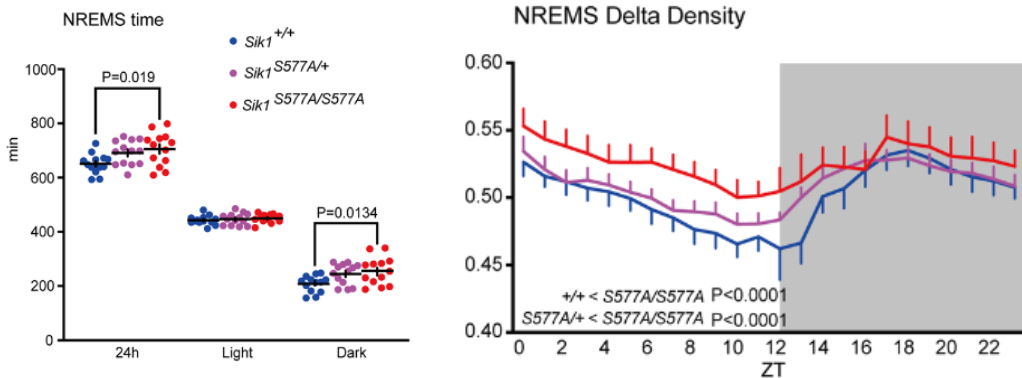 NREMS time
Sik1+/+
Sik1S577A/+
Sik1S577A/S577A
1000
800
600
400
200
0
min
P=0.019
P=0.0134
24h Light Dark
NREMS Delta Density
0.60
0.55
0.50
0.45
0.40
+/+ < S577A/S577A P<0.0001
S577A/+ < S577A/S577A P<0.0001
0 2 4 6 8 10 12 14 16 18 20 22
ZT